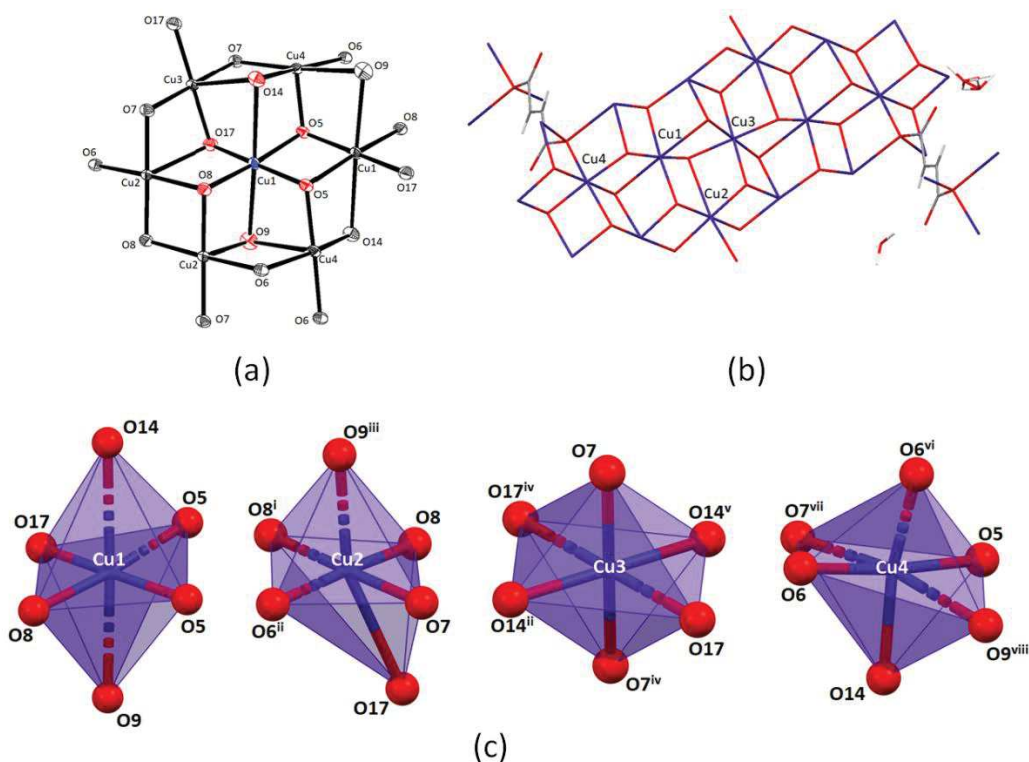 O17
O7
Cu4
O6
O9
Cu3
O14
O7
O17
O5
O8
O6
Cu2
O8
Cu1
O5
Cu1
O17
O8
O9
O14
Cu2
O6
Cu4
O7
O6
(a)
Cu1
Cu3
Cu4
Cu2
(b)
O14
O17
O5
Cu1
O8
O5
O9
O9iii
O8i
O8
Cu2
O6ii
O7
O17
O7
O17iv
O14v
Cu3
O14ii
O17
O7iv
O6vi
O7vii
O5
Cu4
O6
O9viii
O14
(c)